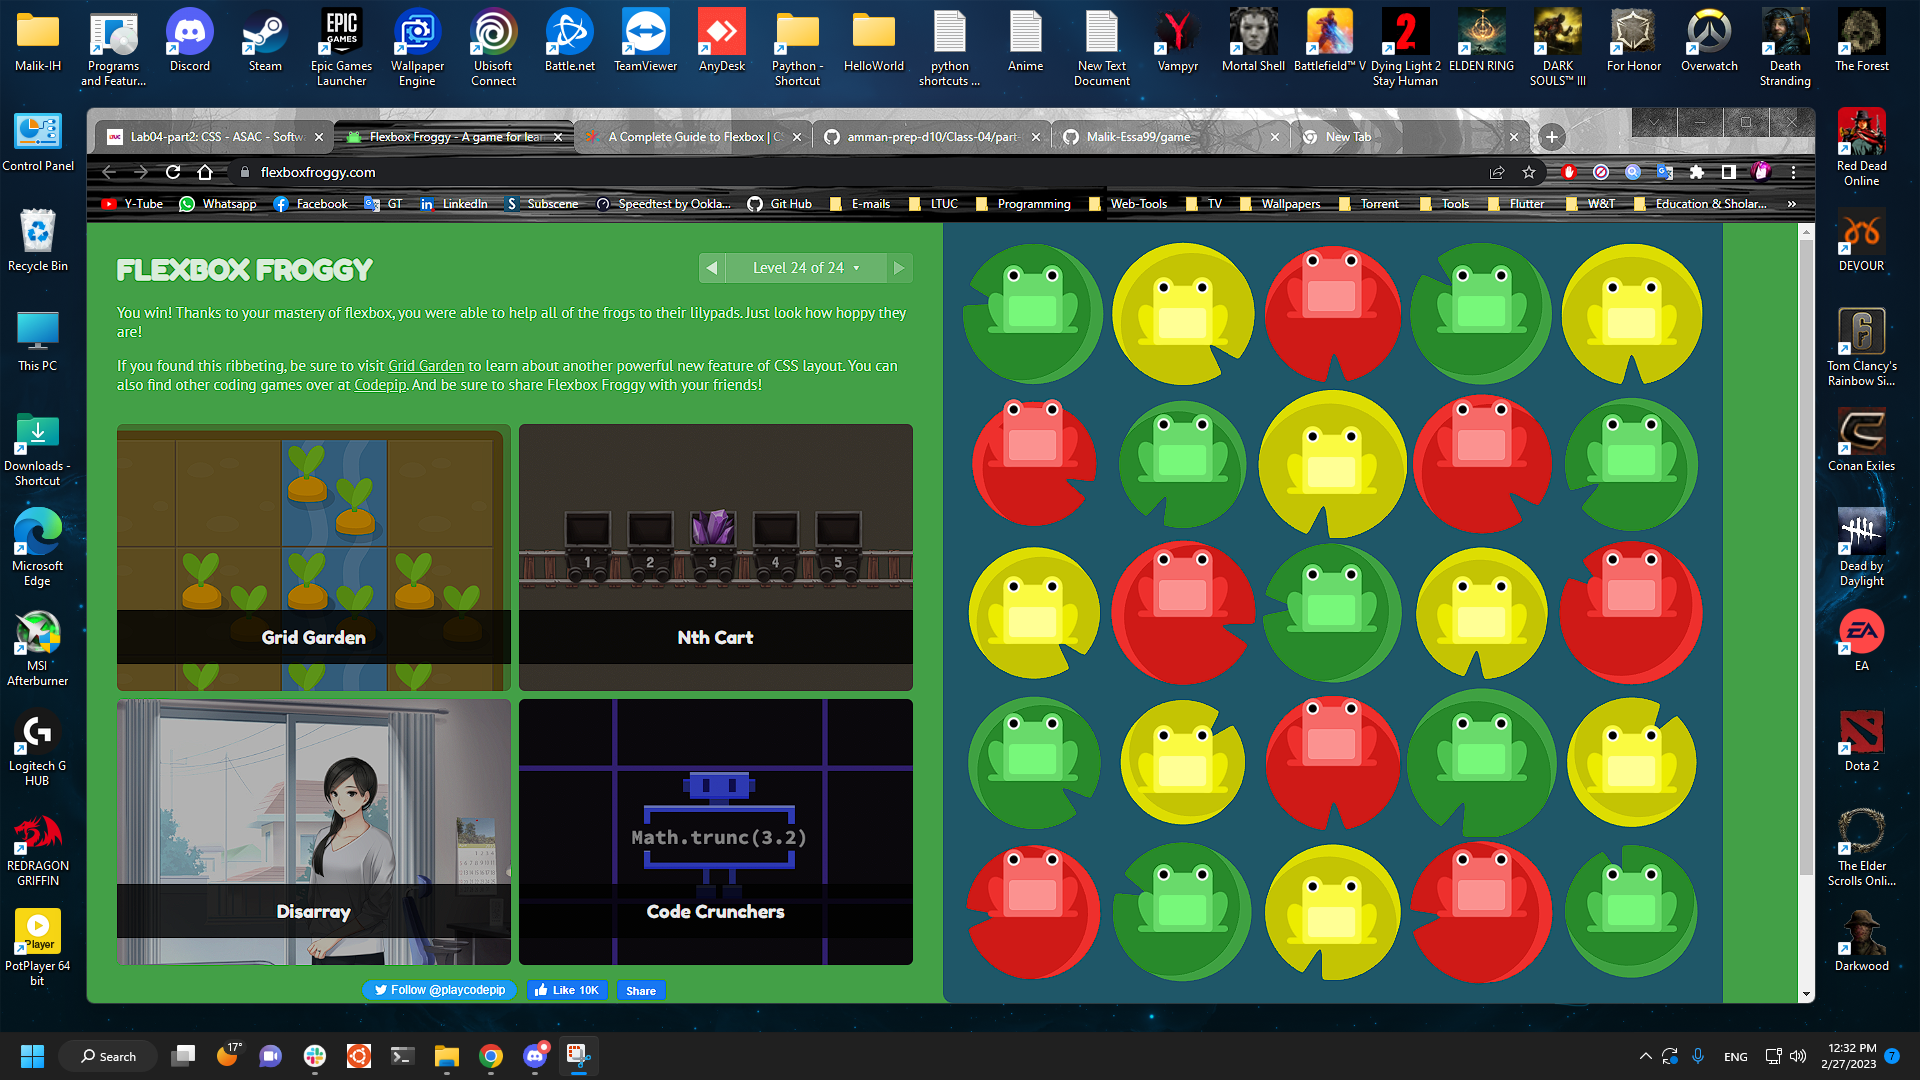 Malik-IH
Programs
and Featur...
Discord
Steam
EPIC
GAMES
Epic Games
Launcher
Wallpaper
Engine
Ubisoft
Connect
Battle.net
TeamViewer
AnyDesk
Paython -
Shortcut
HelloWorld
python
shortcuts ...
Anime
New Text
Document
Vampyr
Mortal Shell
Battlefield™ V
2
Dying Light 2
Stay Human
ELDEN RING
DARK
SOULS™ III
For Honor
Overwatch
Death
Stranding
The Forest
Control Panel
Recycle Bin
This PC
Downloads -
Shortcut
Microsoft
Edge
MSI
Afterburner
Logitech G
HUB
REDRAGON
GRIFFIN
Player
PotPlayer 64
bit
Lab04-part2: CSS - ASAC - Softw
Flexbox Froggy - A game for lear
A Complete Guide to Flexbox | C
amman-prep-d10/Class-04/part-
Malik-Essa99/game
New Tab
flexboxfroggy.com
Y-Tube
Whatsapp
Facebook
GT
LinkedIn
Subscene
Speedtest by Ookla...
Git Hub
E-mails
LTUC
Programming
Web-Tools
TV
Wallpapers
Torrent
Tools
Flutter
W&T
Education & Sholar...
»
FLEXBOX FROGGY
Level 24 of 24
You win! Thanks to your mastery of flexbox, you were able to help all of the frogs to their lilypads. Just look how hoppy they
are!
If you found this ribbeting, be sure to visit Grid Garden to learn about another powerful new feature of CSS layout. You can
also find other coding games over at Codepip. And be sure to share Flexbox Froggy with your friends!
Grid Garden
1 2 3 4 5
Nth Cart
Disarray
Math.trunc(3.2)
Code Crunchers
Follow @playcodepip
Like 10K
Share
Red Dead
Online
DEVOUR
6
Tom Clancy's
Rainbow Si...
Conan Exiles
Dead by
Daylight
EA
EA
Dota 2
The Elder
Scrolls Onli...
Darkwood
Search
17°
ENG
12:32 PM
2/27/2023
7